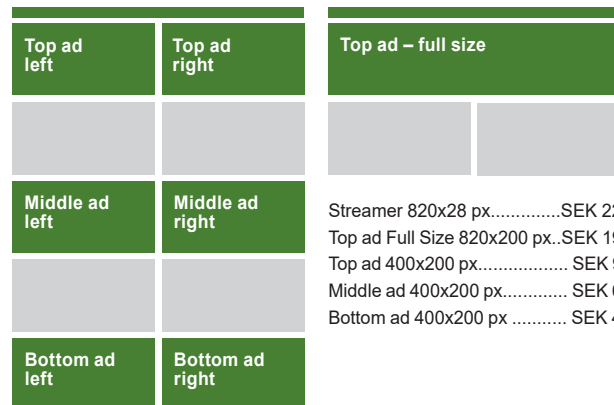 Top ad
left
Top ad
right
Middle ad
left
Middle ad
right
Bottom ad
left
Bottom ad
right
Top ad – full size
Streamer 820x28 px..............SEK 22
Top ad Full Size 820x200 px..SEK 19
Top ad 400x200 px.................. SEK
Middle ad 400x200 px............. SEK
Bottom ad 400x200 px ........... SEK